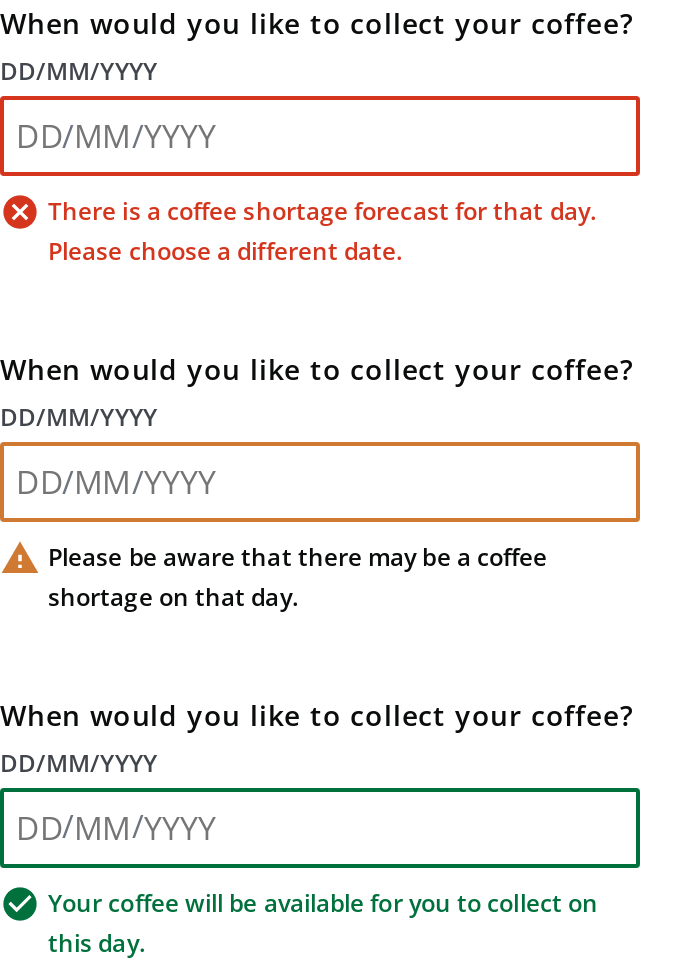 When would you like to collect your coffee?
DD/MM/YYYY
DD/MM/YYYY
There is a coffee shortage forecast for that day.
Please choose a different date.
When would you like to collect your coffee?
DD/MM/YYYY
DD/MM/YYYY
Please be aware that there may be a coffee
shortage on that day.
When would you like to collect your coffee?
DD/MM/YYYY
DD/MM/YYYY
Your coffee will be available for you to collect on
this day.